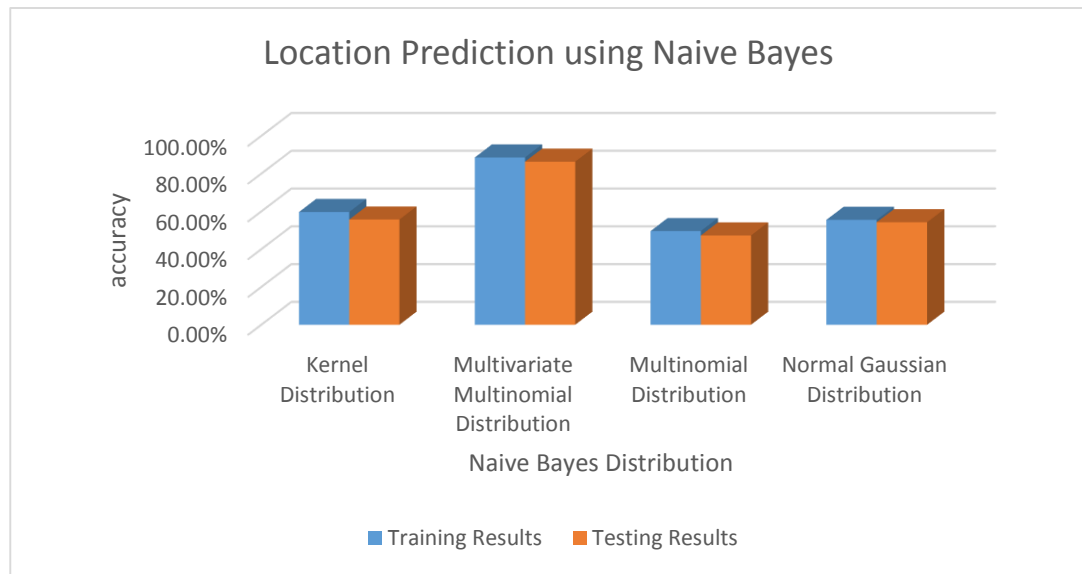 Location Prediction using Naive Bayes
100.00%
80.00%
60.00%
40.00%
20.00%
0.00%
accuracy
Kernel
Distribution
Multivariate
Multinomial
Distribution
Multinomial
Distribution
Normal Gaussian
Distribution
Naive Bayes Distribution
Training Results
Testing Results